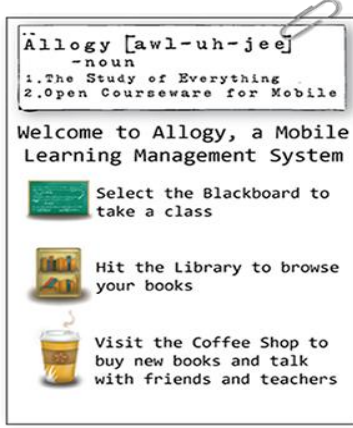 Allogy [awl-uh-jee]
-noun
1.The Study of Everything
2.Open Courseware for Mobile
Welcome to Allogy, a Mobile
Learning Management System
Select the Blackboard to
take a class
Hit the Library to browse
your books
Visit the Coffee Shop to
buy new books and talk
with friends and teachers